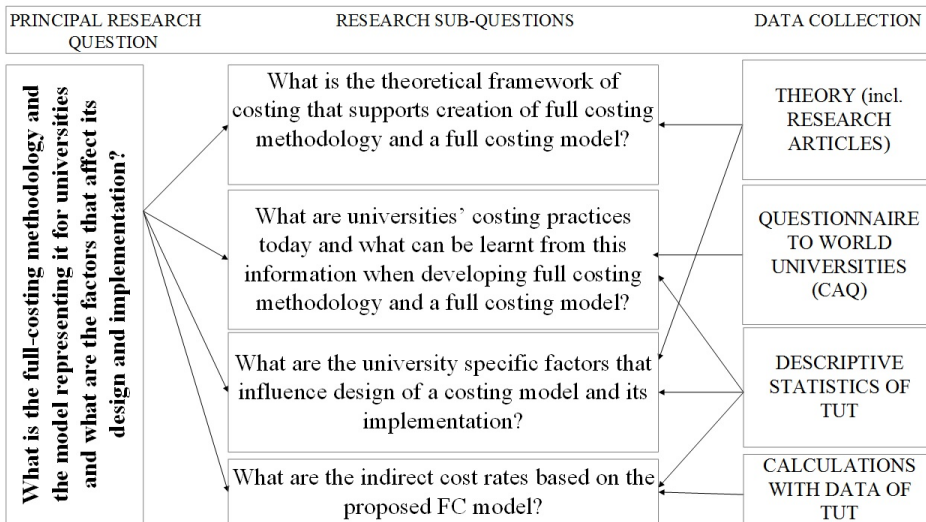 PRINCIPAL RESEARCH
QUESTION
RESEARCH SUB-QUESTIONS
DATA COLLECTION
What is the full-costing methodology and
the model representing it for universities
and what are the factors that affect its
design and implementation?
What is the theoretical framework of
costing that supports creation of full costing
methodology and a full costing model?
What are universities’ costing practices
today and what can be learnt from this
information when developing full costing
methodology and a full costing model?
What are the university specific factors that
influence design of a costing model and its
implementation?
What are the indirect cost rates based on the
proposed FC model?
THEORY (incl.
RESEARCH
ARTICLES)
QUESTIONNAIRE
TO WORLD
UNIVERSITIES
(CAQ)
DESCRIPTIVE
STATISTICS OF
TUT
CALCULATIONS
WITH DATA OF
TUT